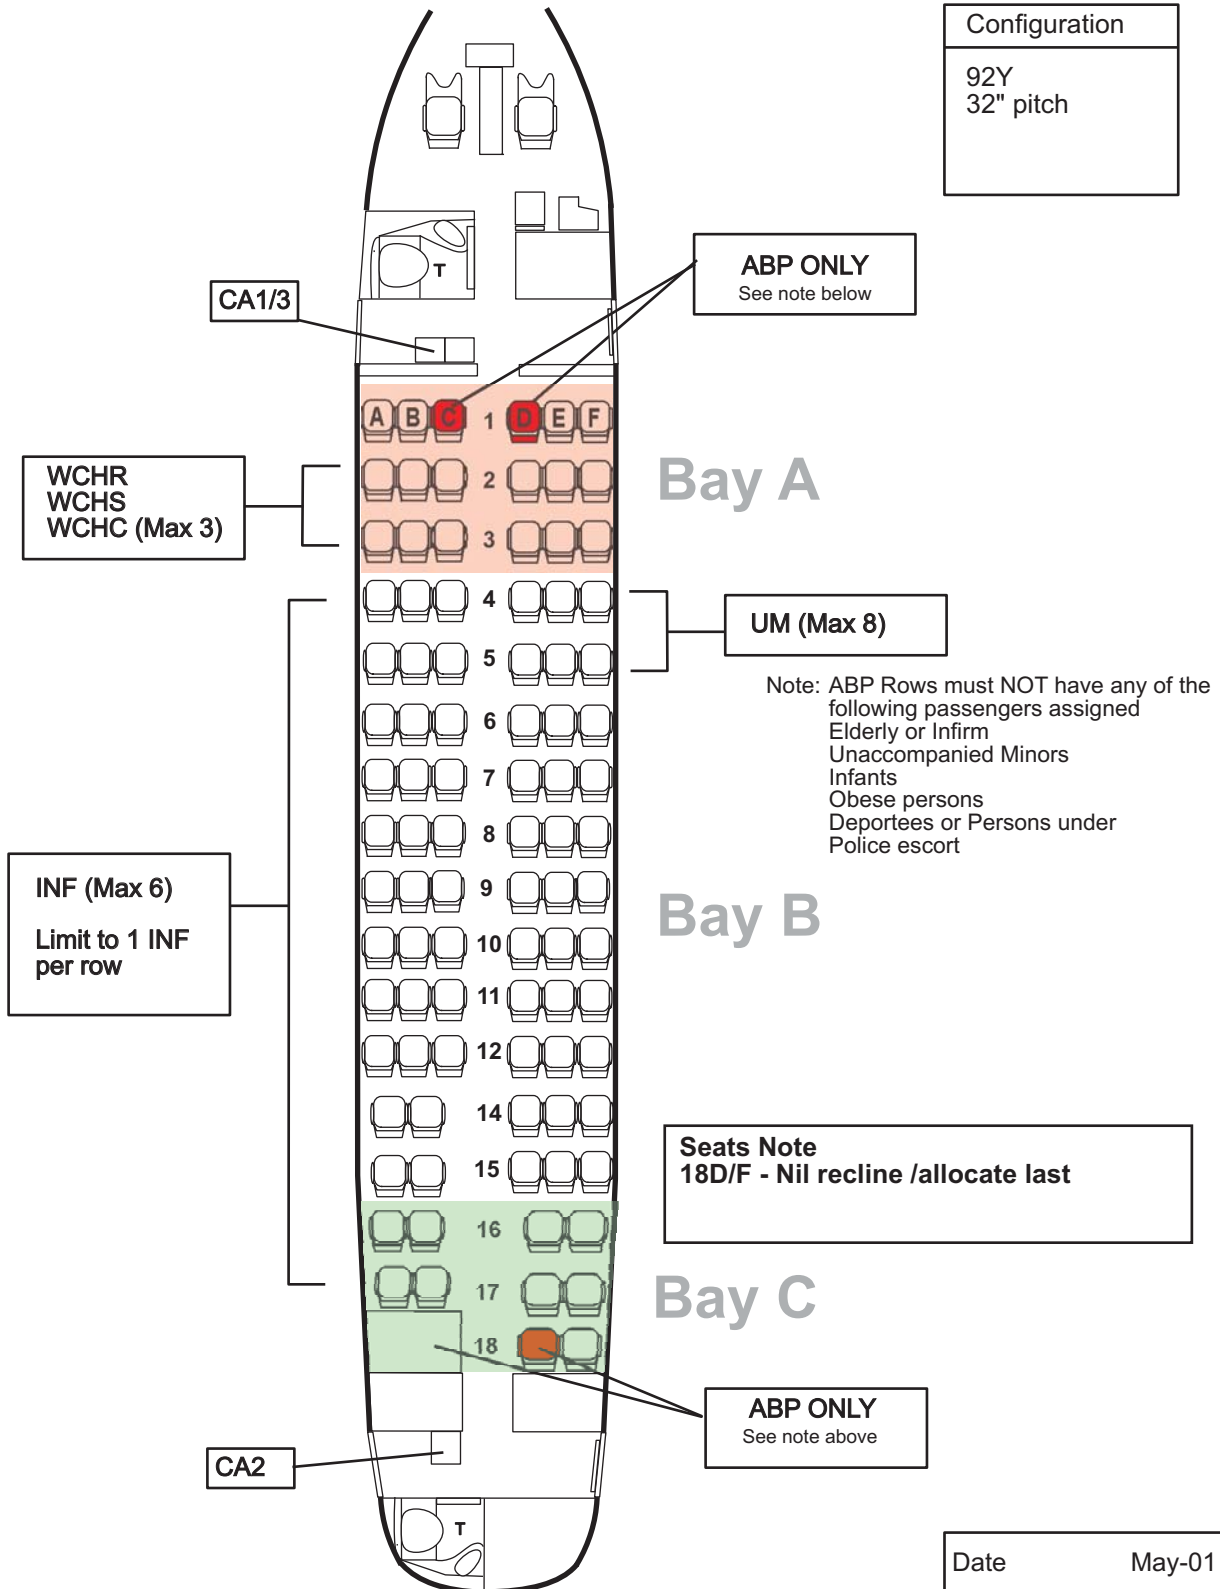 Configuration
92Y
32" pitch
T
ABP ONLY
See note below
CA1/3
A B C 1 D E F
WCHR
WCHS
WCHC (Max 3)
2
Bay A
3
4
UM (Max 8)
5
Note: ABP Rows must NOT have any of the
following passengers assigned
Elderly or Infirm
Unaccompanied Minors
Infants
Obese persons
Deportees or Persons under
Police escort
6
7
8
INF (Max 6)
Limit to 1 INF
per row
9
Bay B
10
11
12
14
Seats Note
18D/F - Nil recline /allocate last
15
16
17
Bay C
18
ABP ONLY
See note above
CA2
T
Date May-01